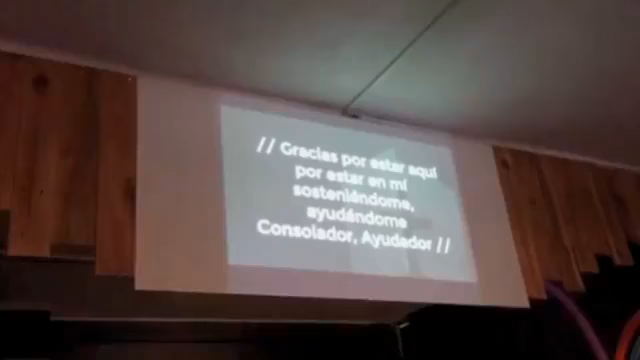 // Gracias por estar aquí
por estar en mí
sosteniéndome,
ayudándome
Consolador, Ayudador //